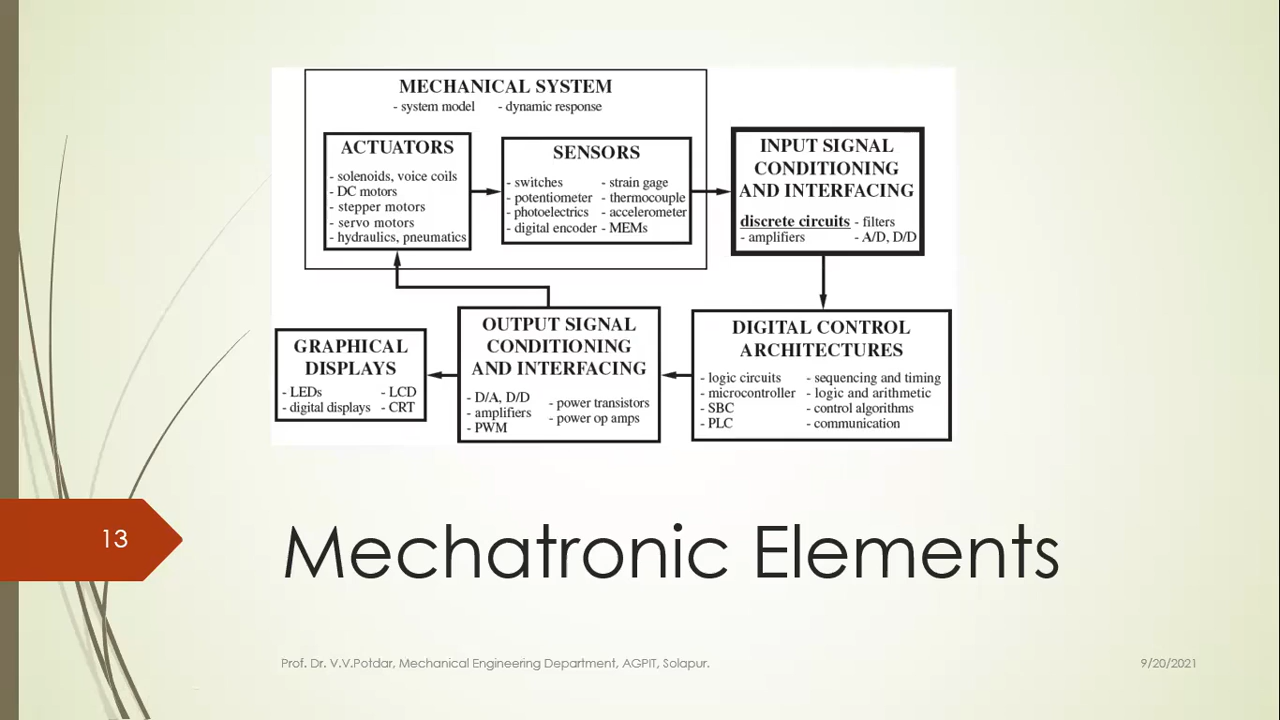 MECHANICAL SYSTEM
- system model - dynamic response
ACTUATORS
- solenoids, voice coils
- DC motors
- stepper motors
- servo motors
- hydraulics, pneumatics
SENSORS
- switches - strain gage
- potentiometer - thermocouple
- photoelectrics - accelerometer
- digital encoder - MEMs
INPUT SIGNAL
CONDITIONING
AND INTERFACING
discrete circuits - filters
- amplifiers - A/D, D/D
GRAPHICAL
DISPLAYS
- LEDs - LCD
- digital displays - CRT
OUTPUT SIGNAL
CONDITIONING
AND INTERFACING
- D/A, D/D
- amplifiers
- PWM
- power transistors
- power op amps
DIGITAL CONTROL
ARCHITECTURES
- logic circuits - sequencing and timing
- microcontroller - logic and arithmetic
- SBC - control algorithms
- PLC - communication
13
Mechatronic Elements
Prof. Dr. V.V.Potdar, Mechanical Engineering Department, AGPIT, Solapur. 9/20/2021